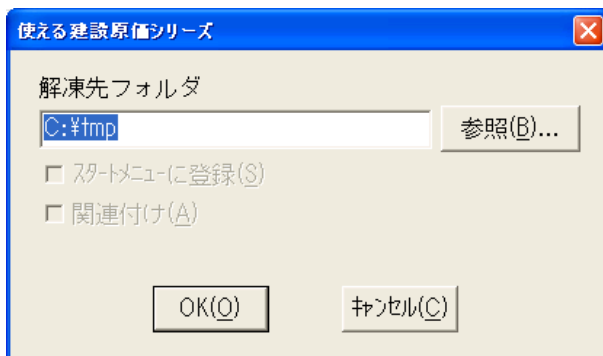 使える建設原価シリーズ
解凍先フォルダ
C:¥tmp 参照(B)...
ｽﾀｰﾄﾒﾆｭｰに登録(S)
関連付け(A)
OK(O) ｷｬﾝｾﾙ(C)